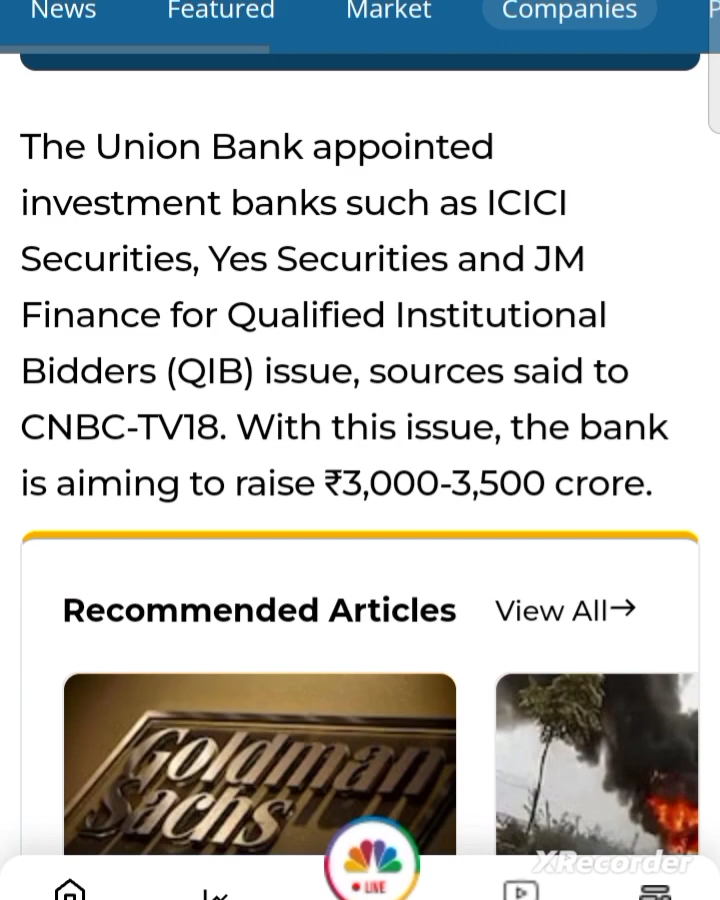 News Featured Market Companies
The Union Bank appointed
investment banks such as ICICI
Securities, Yes Securities and JM
Finance for Qualified Institutional
Bidders (QIB) issue, sources said to
CNBC-TV18. With this issue, the bank
is aiming to raise ₹3,000-3,500 crore.
Recommended Articles View All→
Goldman
Sachs
XRecorder
LIVE